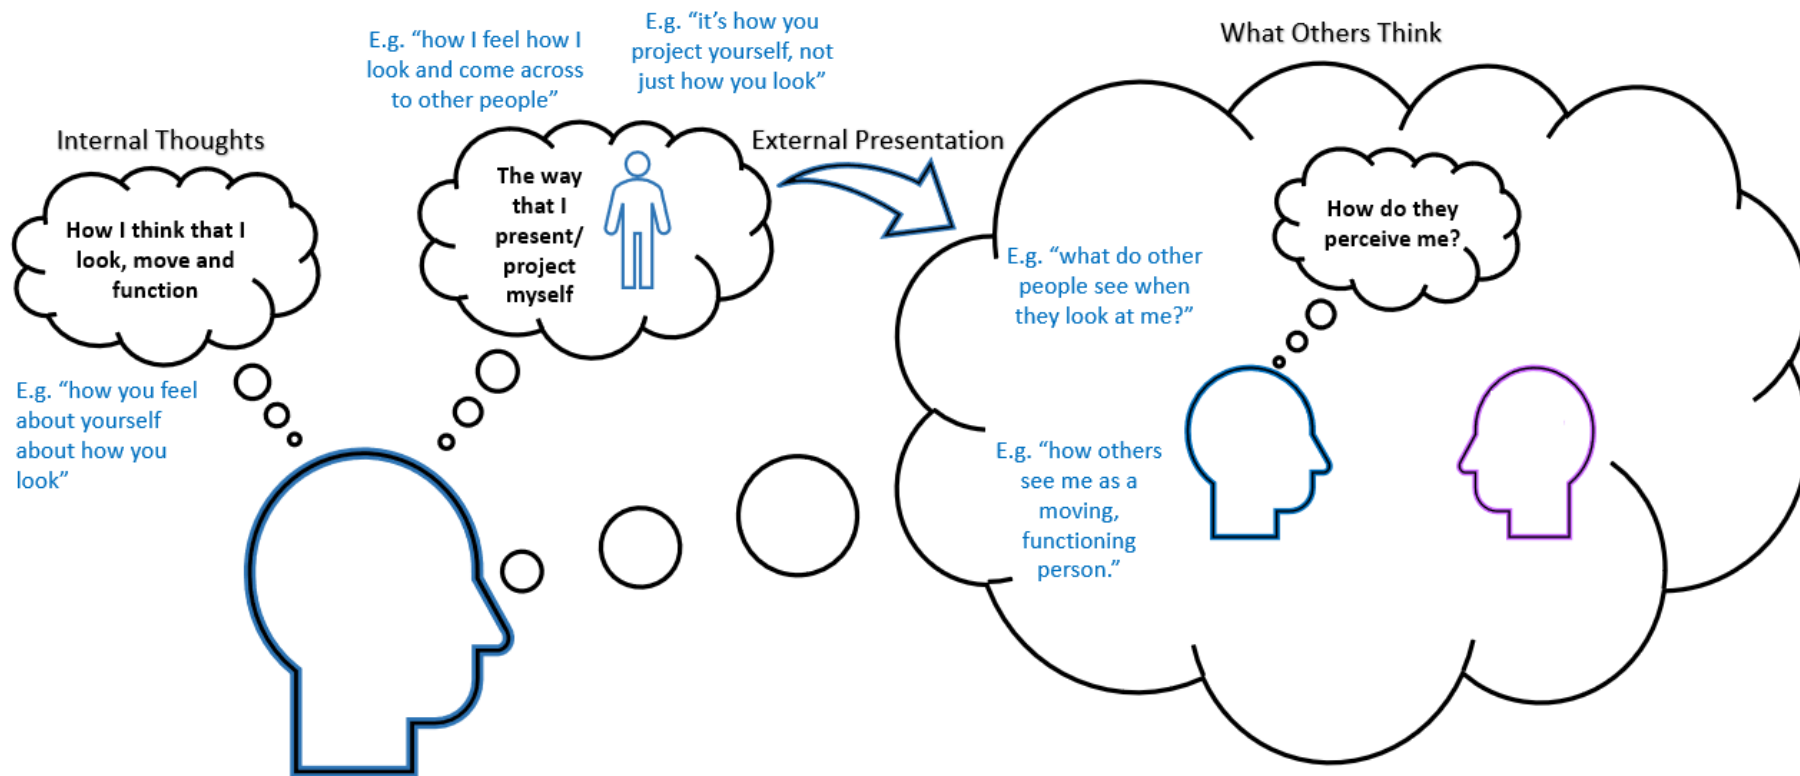 Internal Thoughts
How I think that I
look, move and
function
E.g. “how you feel
about yourself
about how you
look”
E.g. “how I feel how I
look and come across
to other people”
E.g. “it’s how you
project yourself, not
just how you look”
The way
that I
present/
project
myself
External Presentation
What Others Think
How do they
perceive me?
E.g. “what do other
people see when
they look at me?”
E.g. “how others
see me as a
moving,
functioning
person.”